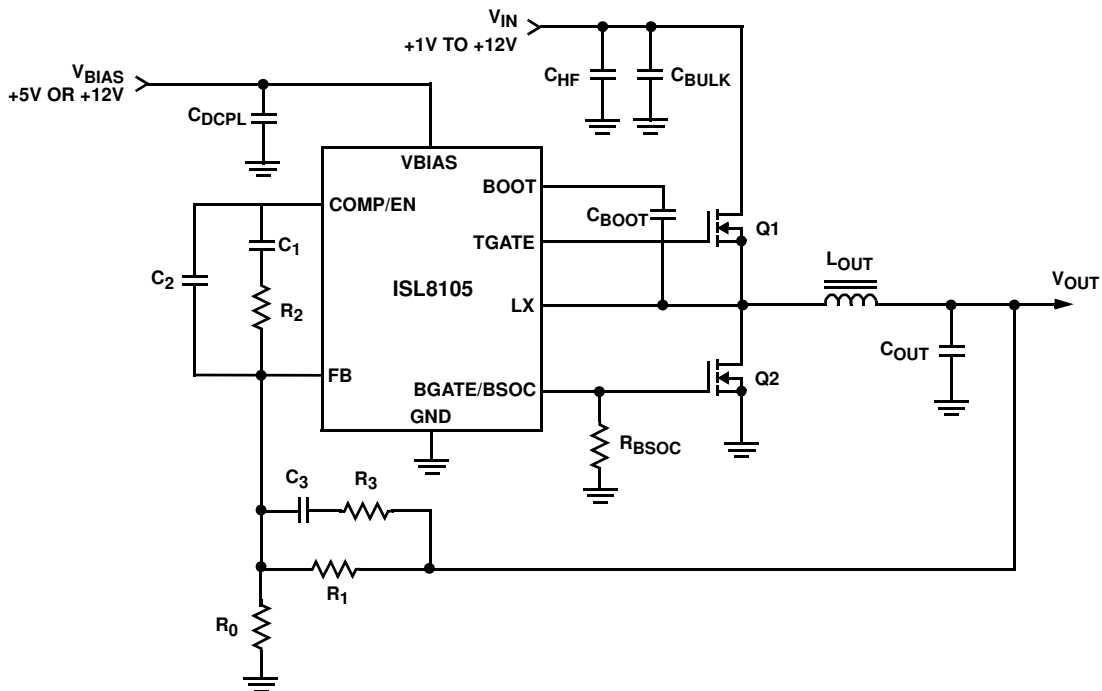 V_IN
+1V TO +12V
V_BIAS
+5V OR +12V
C_HF
C_BULK
C_DCPL
VBIAS
BOOT
COMP/EN
C_BOOT
Q1
TGATE
C_1
C_2
L_OUT
V_OUT
ISL8105
R_2
LX
C_OUT
FB
Q2
BGATE/BSOC
GND
R_BSOC
C_3
R_3
R_1
R_0